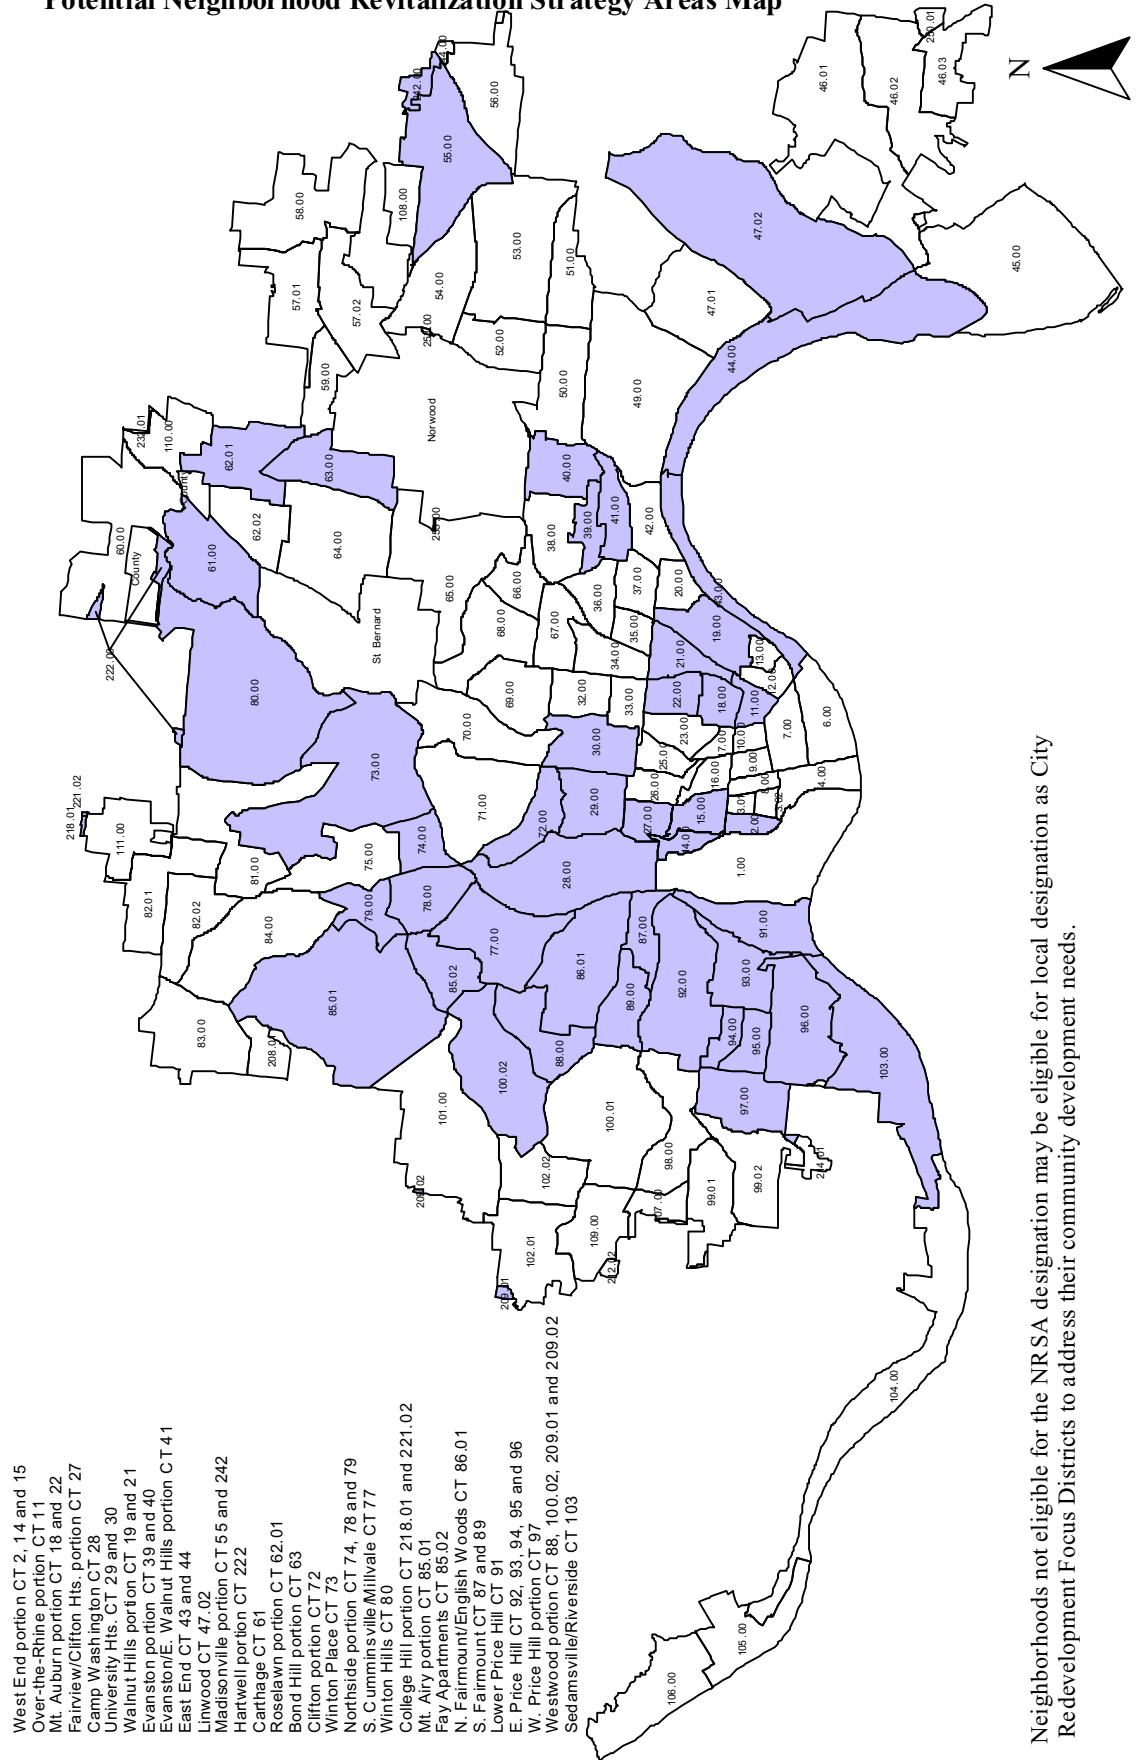 Potential Neighborhood Revitalization Strategy Areas Map
West End portion CT 2, 14 and 15
Over-the-Rhine portion CT 11
Mt. Auburn portion CT 18 and 22
Fairview/Clifton Hts. portion CT 27
Camp Washington CT 28
University Hts. CT 29 and 30
Walnut Hills portion CT 19 and 21
Evanston portion CT 39 and 40
Evanston/E. Walnut Hills portion CT 41
East End CT 43 and 44
Linwood CT 47.02
Madisonville portion CT 55 and 242
Hartwell portion CT 222
Carthage CT 61
Roselawn portion CT 62.01
Bond Hill portion CT 63
Clifton portion CT 72
Winton Place CT 73
Northside portion CT 74, 78 and 79
S. Cumminsville/Millvale CT 77
Winton Hills CT 80
College Hill portion CT 218.01 and 221.02
Mt. Airy portion CT 85.01
Fay Apartments CT 85.02
N. Fairmount/English Woods CT 86.01
S. Fairmount CT 87 and 89
Lower Price Hill CT 91
E. Price Hill CT 92, 93, 94, 95 and 96
W. Price Hill portion CT 97
Westwood portion CT 88, 100.02, 209.01 and 209.02
Sedamsville/Riverside CT 103
106.00
105.00
104.00
209.01
102.01
212.02
109.00
209.02
102.02
101.00
100.01
98.00
99.01
99.02
97.00
100.02
88.00
208.01
83.00
85.01
85.02
77.00
86.01
89.00
87.00
92.00
94.00
95.00
93.00
96.00
103.00
91.00
82.01
82.02
84.00
81.00
111.00
218.01
221.02
79.00
78.00
75.00
74.00
73.00
72.00
71.00
28.00
29.00
30.00
27.00
26.00
25.00
15.00
16.00
1.00
4.00
9.00
7.00
6.00
23.00
22.00
18.00
11.00
21.00
19.00
13.00
20.00
80.00
70.00
69.00
32.00
33.00
34.00
35.00
36.00
37.00
67.00
66.00
68.00
65.00
St Bernard
64.00
61.00
62.02
62.01
63.00
60.00
County
110.00
59.00
Norwood
38.00
39.00
40.00
41.00
42.00
44.00
49.00
50.00
52.00
51.00
53.00
54.00
57.01
57.02
58.00
108.00
55.00
56.00
47.01
47.02
45.00
46.01
46.02
46.03
N
Neighborhoods not eligible for the NRSA designation may be eligible for local designation as City
Redevelopment Focus Districts to address their community development needs.